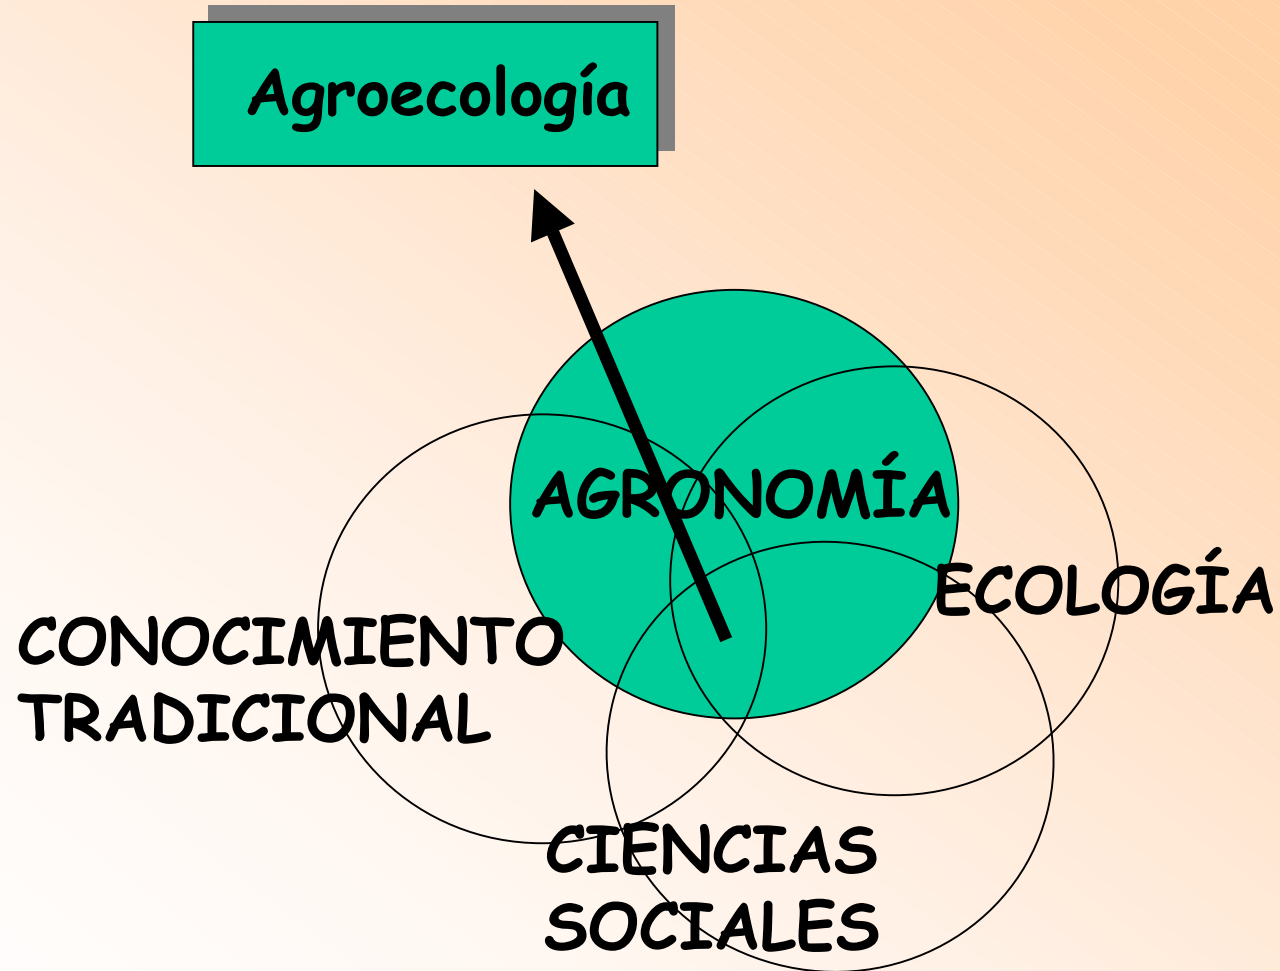 Agroecología
AGRONOMÍA
ECOLOGÍA
CONOCIMIENTO
TRADICIONAL
CIENCIAS
SOCIALES